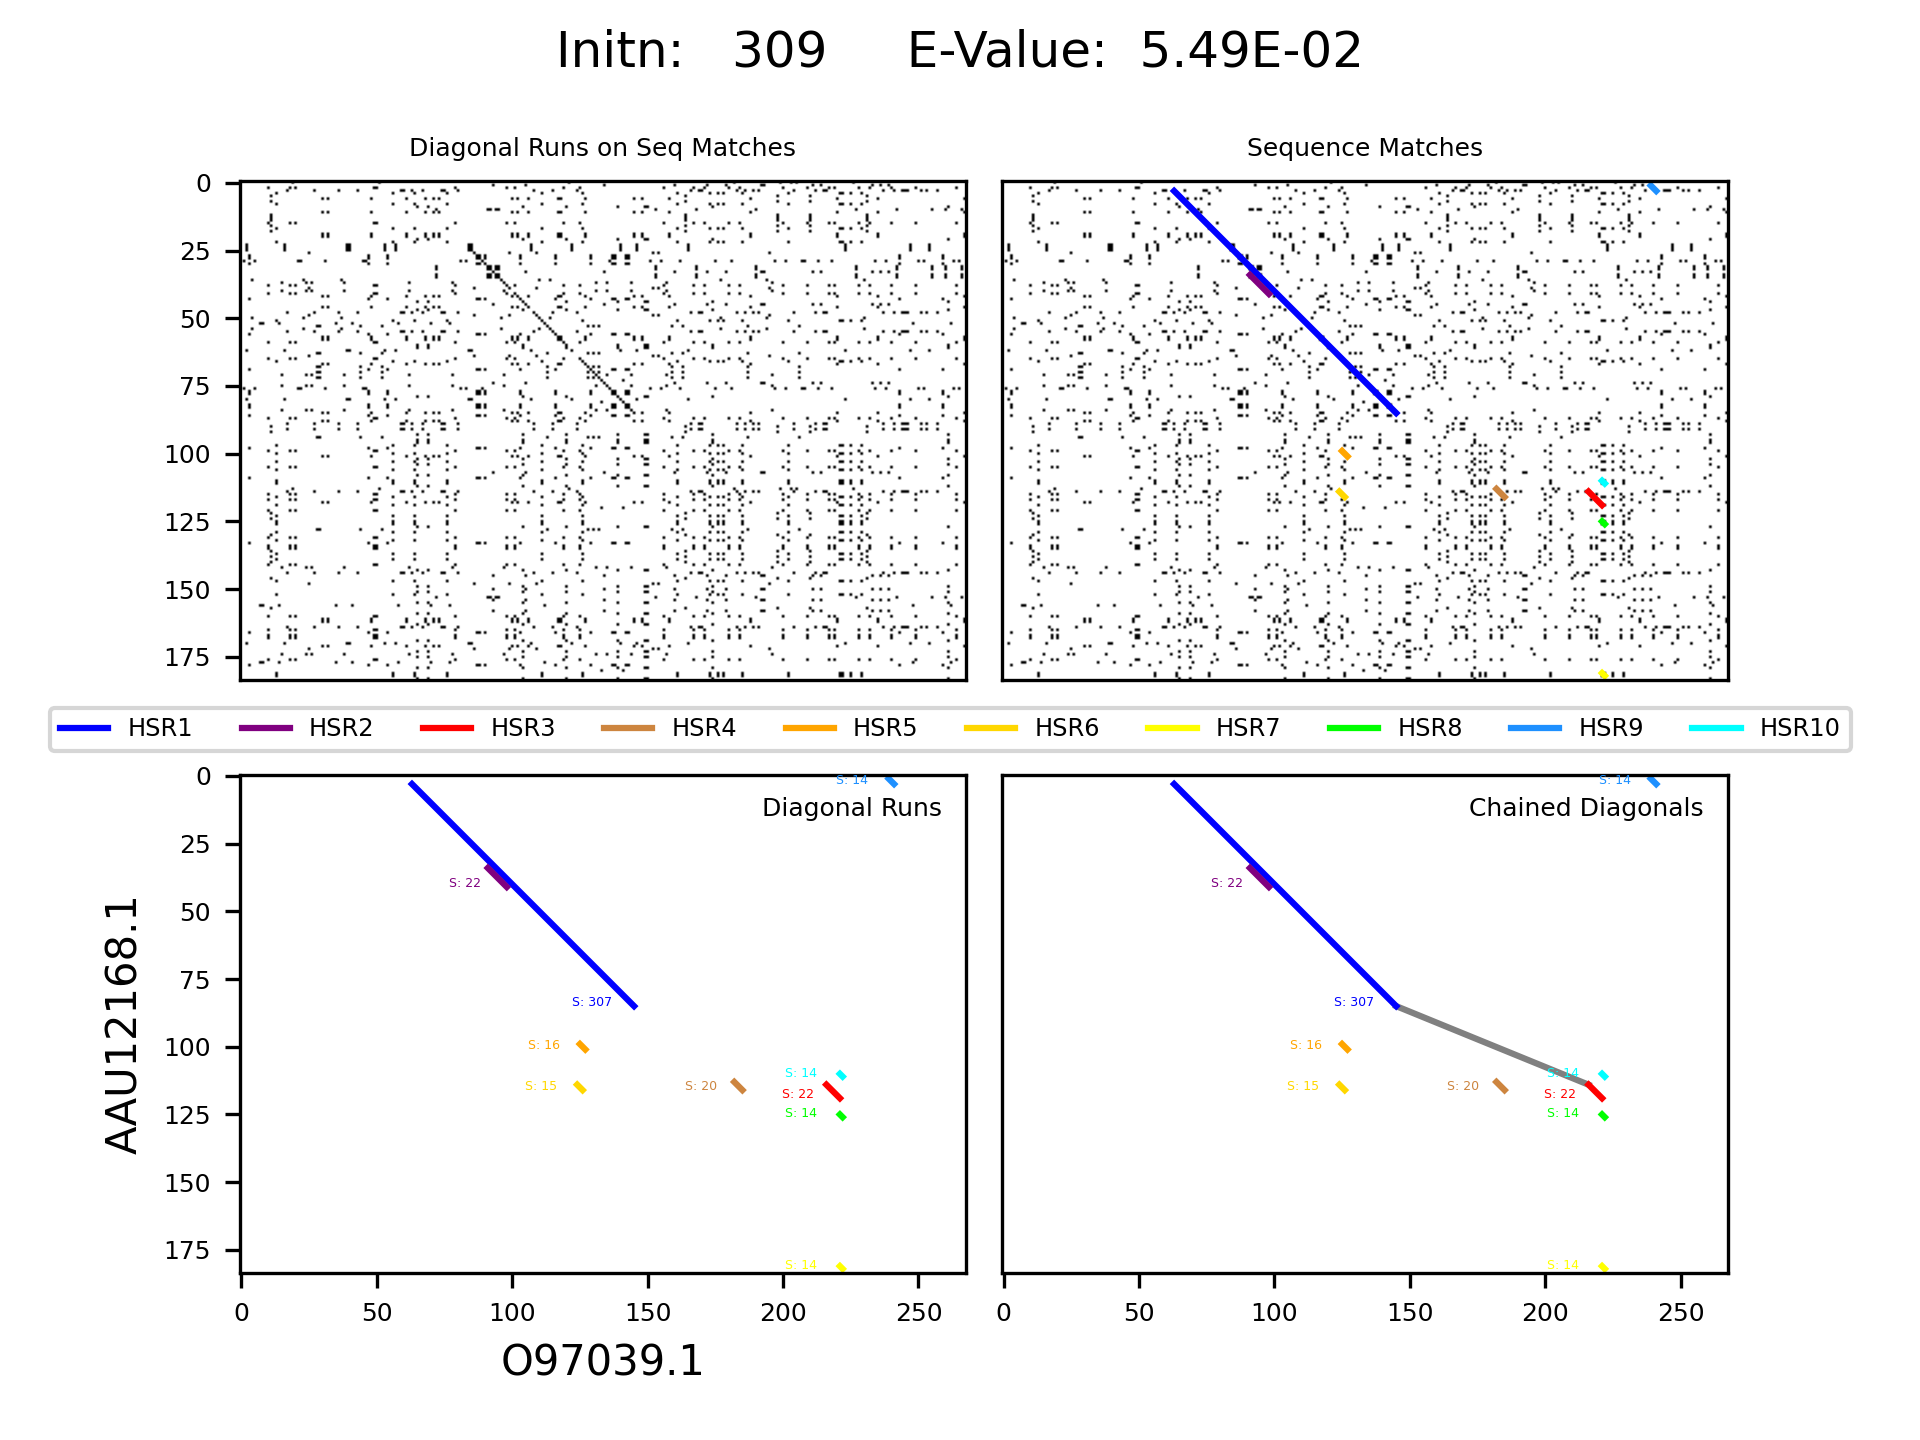 Initn: 309 E-Value: 5.49E-02
Diagonal Runs on Seq Matches
Sequence Matches
0
25
50
75
100
125
150
175
HSR1 HSR2 HSR3 HSR4 HSR5 HSR6 HSR7 HSR8 HSR9 HSR10
AAU12168.1
0
25
50
75
100
125
150
175
S: 14
Diagonal Runs
S: 22
S: 307
S: 16
S: 14
S: 15
S: 20
S: 22
S: 14
S: 14
0 50 100 150 200 250
O97039.1
S: 14
Chained Diagonals
S: 22
S: 307
S: 16
S: 14
S: 15
S: 20
S: 22
S: 14
S: 14
0 50 100 150 200 250